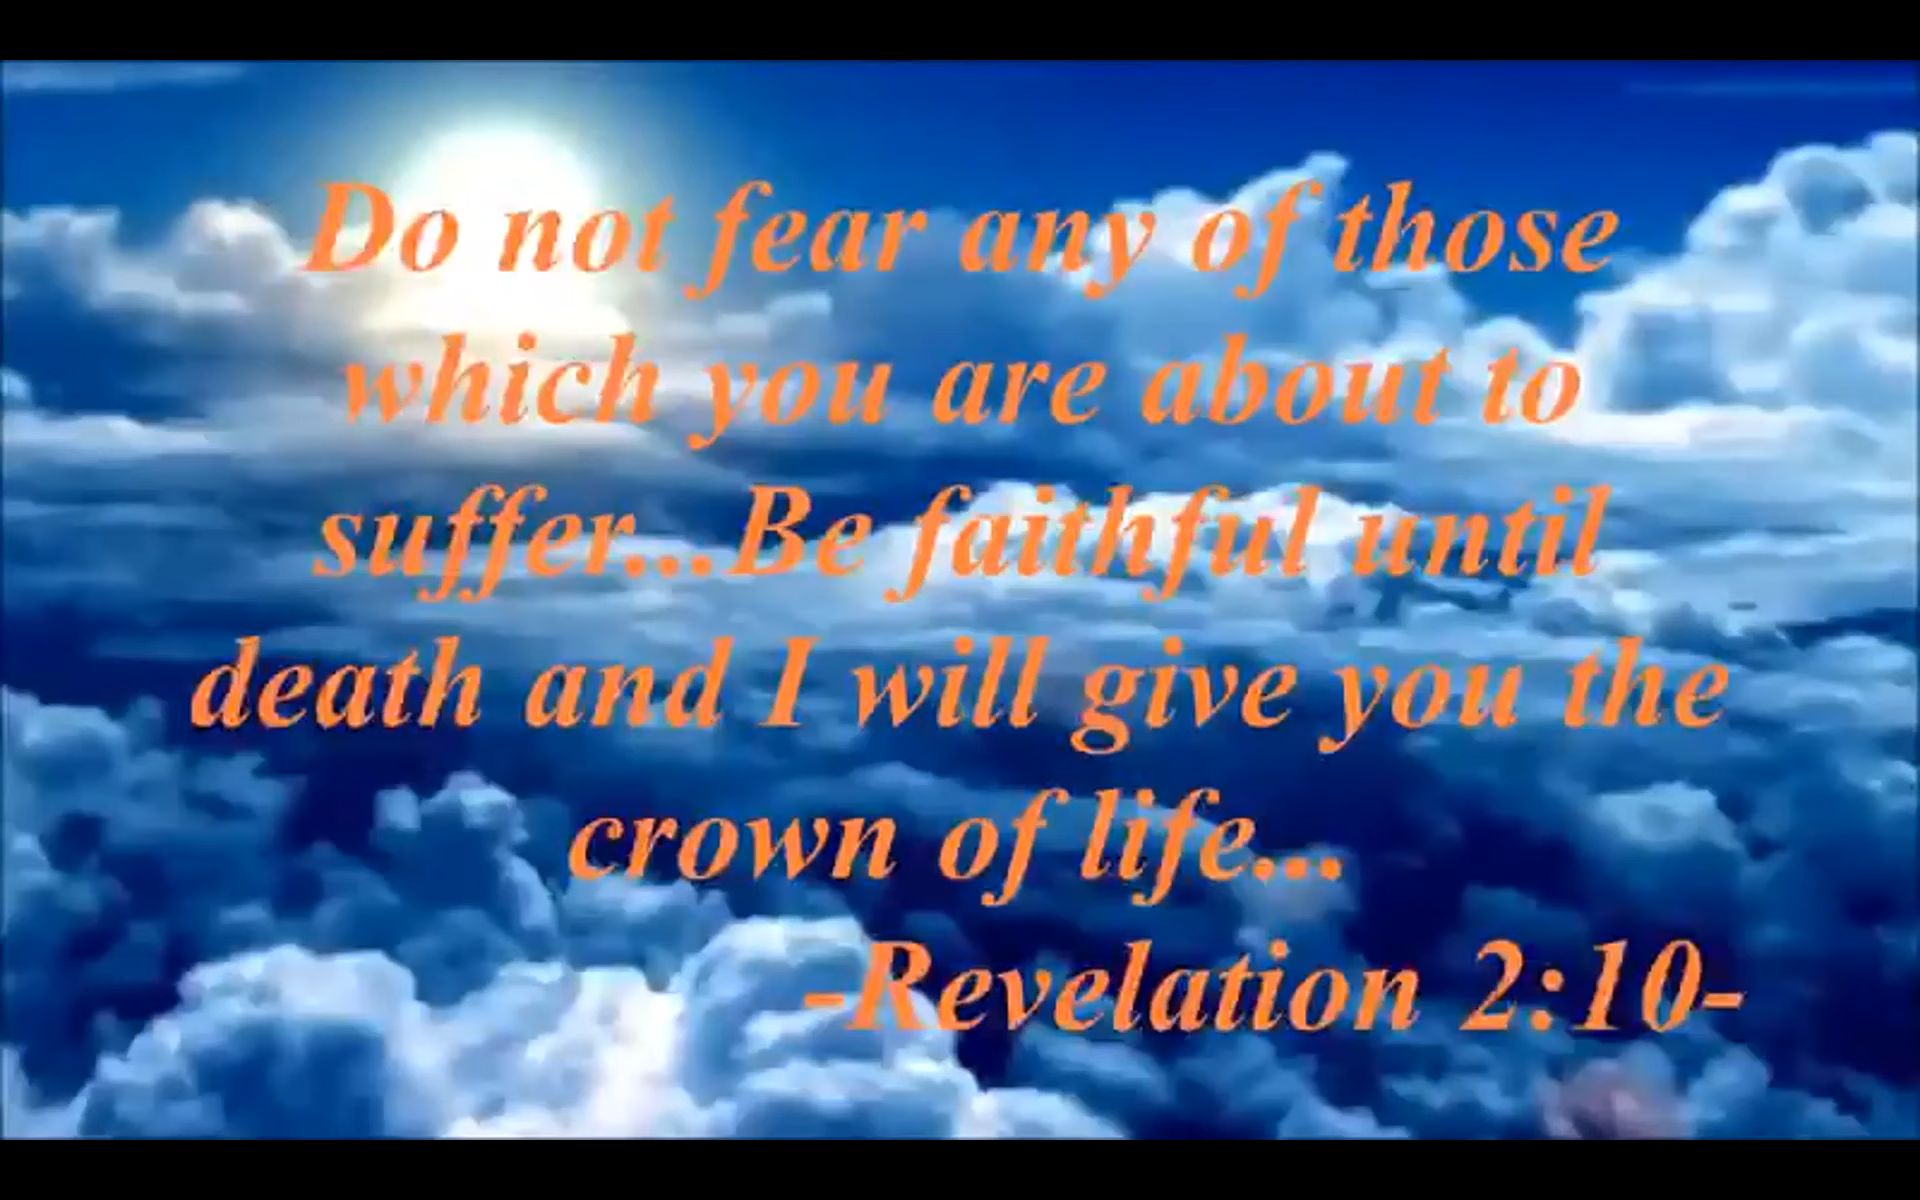 Do not fear any of those
which you are about to
suffer...Be faithful until
death and I will give you the
crown of life...
-Revelation 2:10-